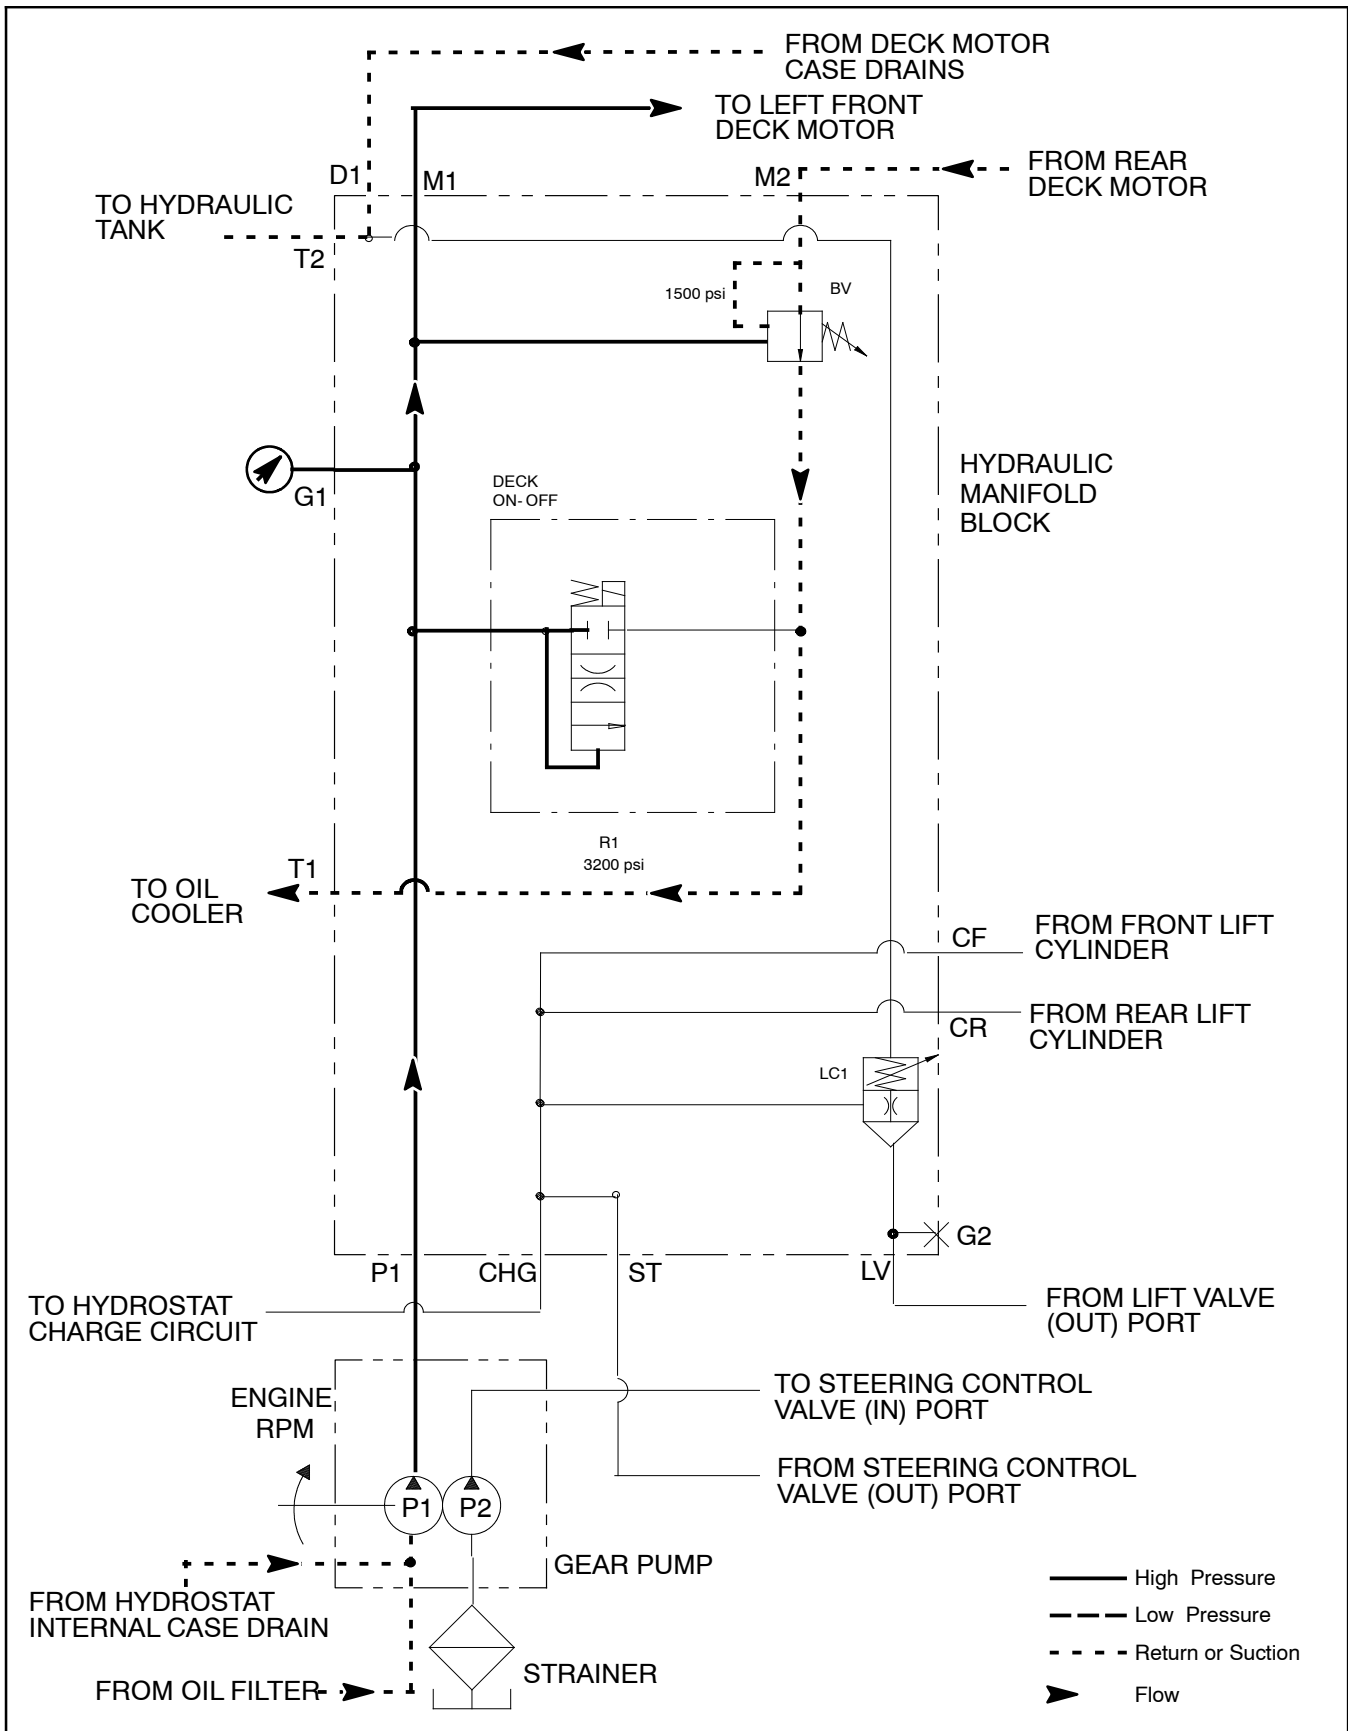 FROM DECK MOTOR
CASE DRAINS
TO LEFT FRONT
DECK MOTOR
FROM REAR
DECK MOTOR
D1
M1
M2
TO HYDRAULIC
TANK
T2
1500 psi
BV
G1
DECK
ON- OFF
HYDRAULIC
MANIFOLD
BLOCK
R1
3200 psi
T1
TO OIL
COOLER
CF
FROM FRONT LIFT
CYLINDER
CR
FROM REAR LIFT
CYLINDER
LC1
G2
P1
CHG
ST
LV
TO HYDROSTAT
CHARGE CIRCUIT
FROM LIFT VALVE
(OUT) PORT
ENGINE
RPM
TO STEERING CONTROL
VALVE (IN) PORT
FROM STEERING CONTROL
VALVE (OUT) PORT
P1
P2
GEAR PUMP
FROM HYDROSTAT
INTERNAL CASE DRAIN
STRAINER
FROM OIL FILTER
High Pressure
Low Pressure
Return or Suction
Flow